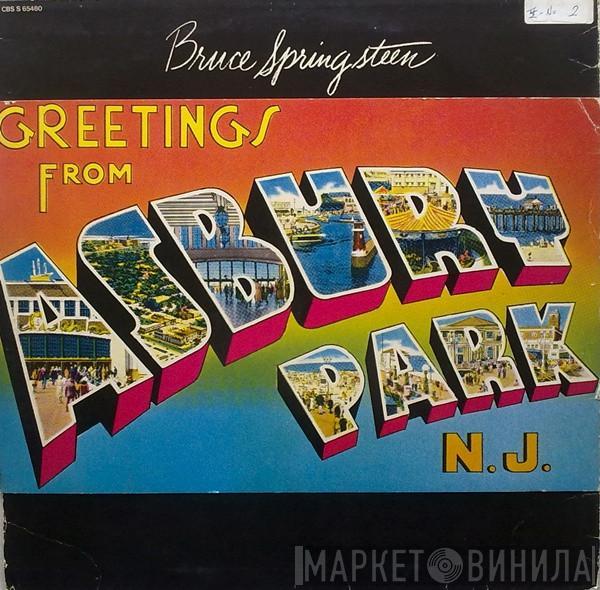 CBS S 65480
Bruce Springsteen
GREETINGS
FROM
ASBURY
PARK
N.J.
МАРКЕТ ВИНИЛА